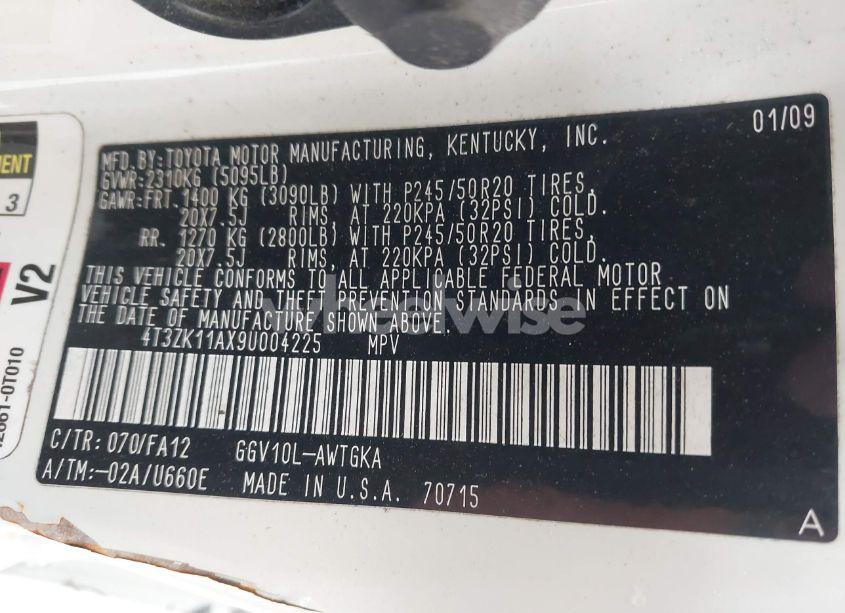 01/09
MFD.BY:TOYOTA MOTOR MANUFACTURING, KENTUCKY, INC.
GVWR:2310KG (5095LB)
GAWR:FRT.1400 KG (3090LB) WITH P245/50R20 TIRES,
20X7.5J RIMS, AT 220KPA (32PSI) COLD.
RR. 1270 KG (2800LB) WITH P245/50R20 TIRES,
20X7.5J RIMS, AT 220KPA (32PSI) COLD.
THIS VEHICLE CONFORMS TO ALL APPLICABLE FEDERAL MOTOR
VEHICLE SAFETY AND THEFT PREVENTION STANDARDS IN EFFECT ON
THE DATE OF MANUFACTURE SHOWN ABOVE.
4T3ZK11AX9U004225 MPV
C/TR: 070/FA12 GGV10L-AWTGKA
A/TM:-02A/U660E MADE IN U.S.A. 70715
A
3
V2